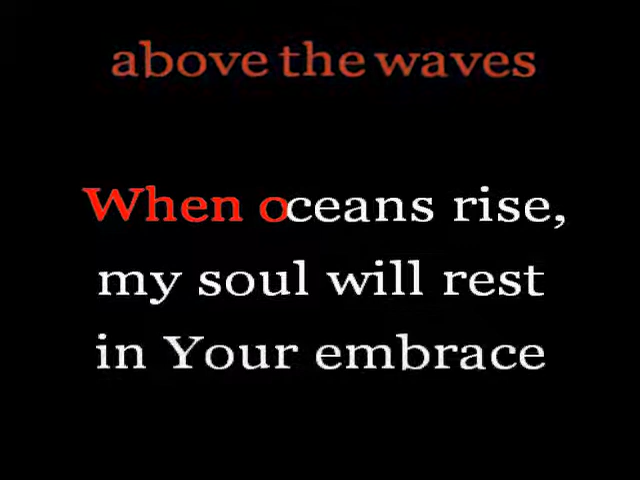 above the waves
When oceans rise,
my soul will rest
in Your embrace